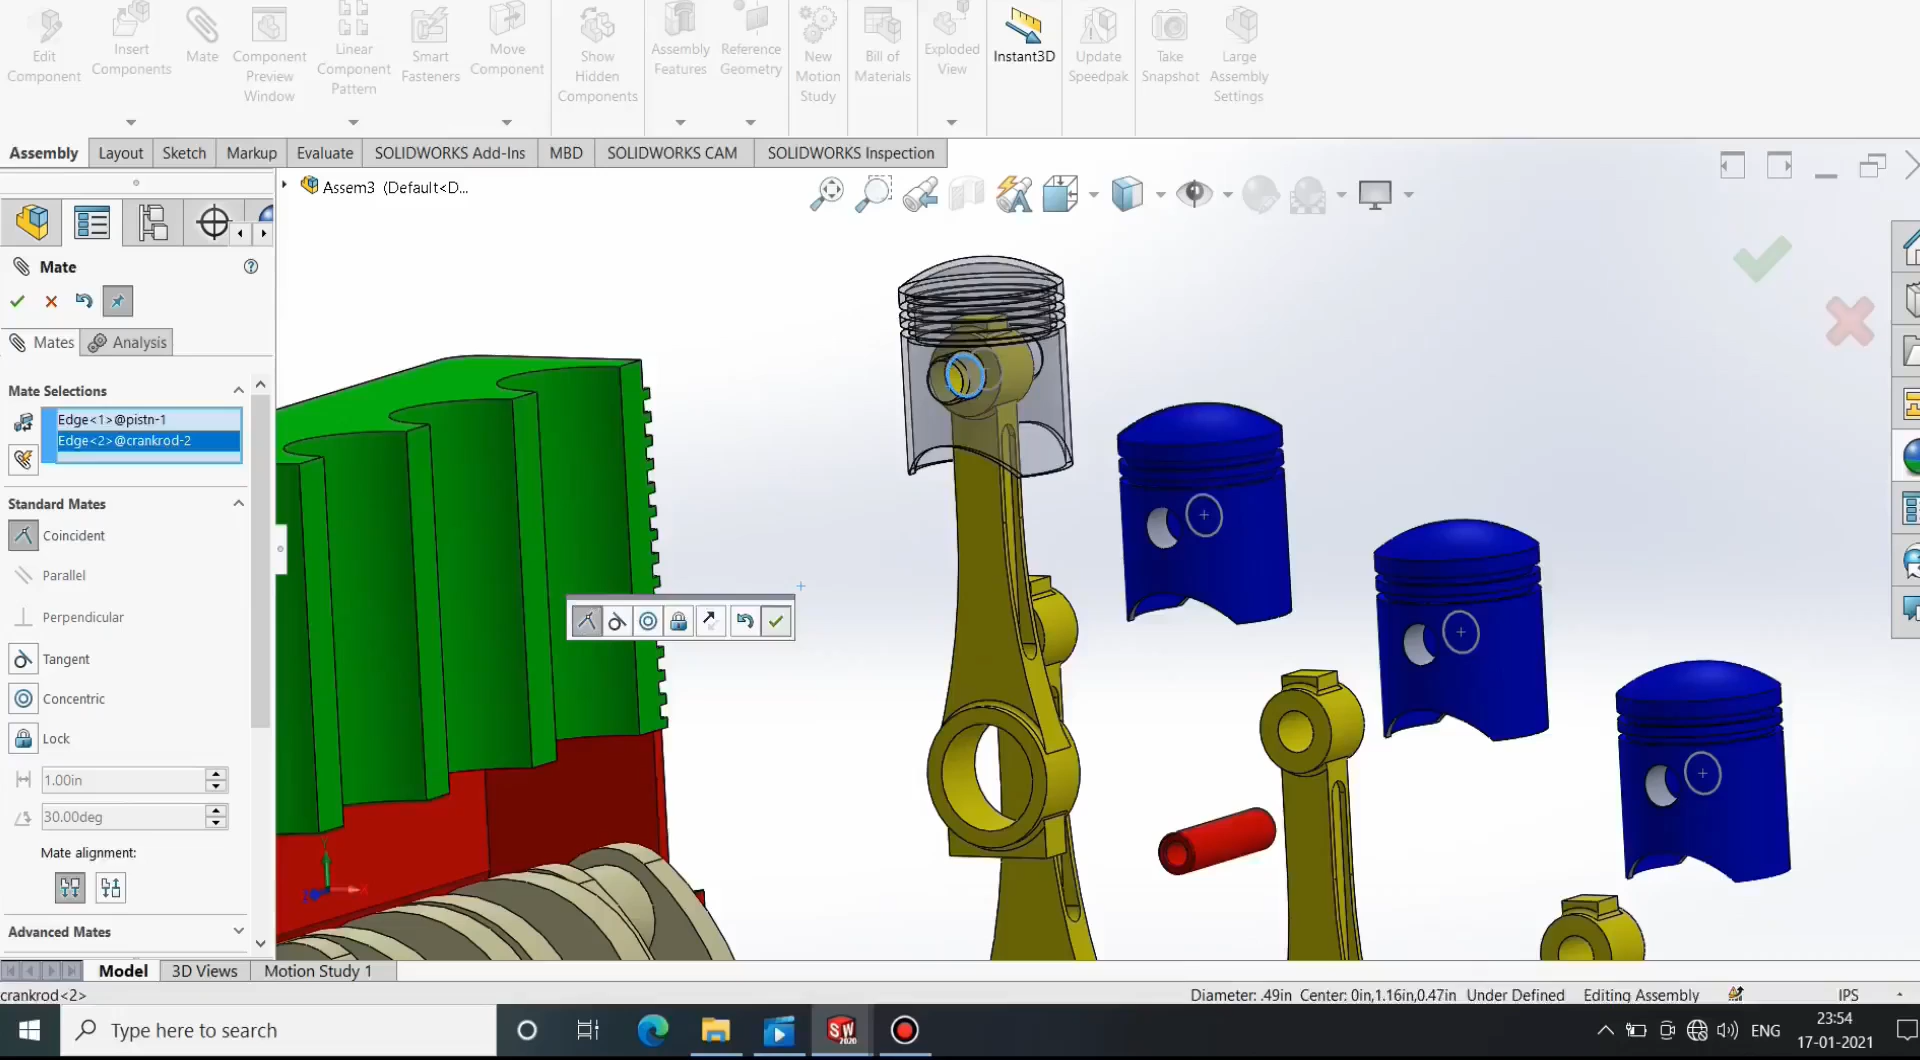 Edit
Component
Insert
Components
Mate
Component
Preview
Window
Linear
Component
Pattern
Smart
Fasteners
Move
Component
Show
Hidden
Components
Assembly
Features
Reference
Geometry
New
Motion
Study
Bill of
Materials
Exploded
View
Instant3D
Update
Speedpak
Take
Snapshot
Large
Assembly
Settings
Assembly
Layout
Sketch
Markup
Evaluate
SOLIDWORKS Add-Ins
MBD
SOLIDWORKS CAM
SOLIDWORKS Inspection
Assem3 (Default<D...
Mate
Mates
Analysis
Mate Selections
Edge<1>@pistn-1
Edge<2>@crankrod-2
Standard Mates
Coincident
Parallel
Perpendicular
Tangent
Concentric
Lock
1.00in
30.00deg
Mate alignment:
Advanced Mates
Model
3D Views
Motion Study 1
crankrod<2>
Diameter: .49in Center: 0in,1.16in,0.47in
Under Defined
Editing Assembly
IPS
Type here to search
SW
2020
ENG
23:54
17-01-2021